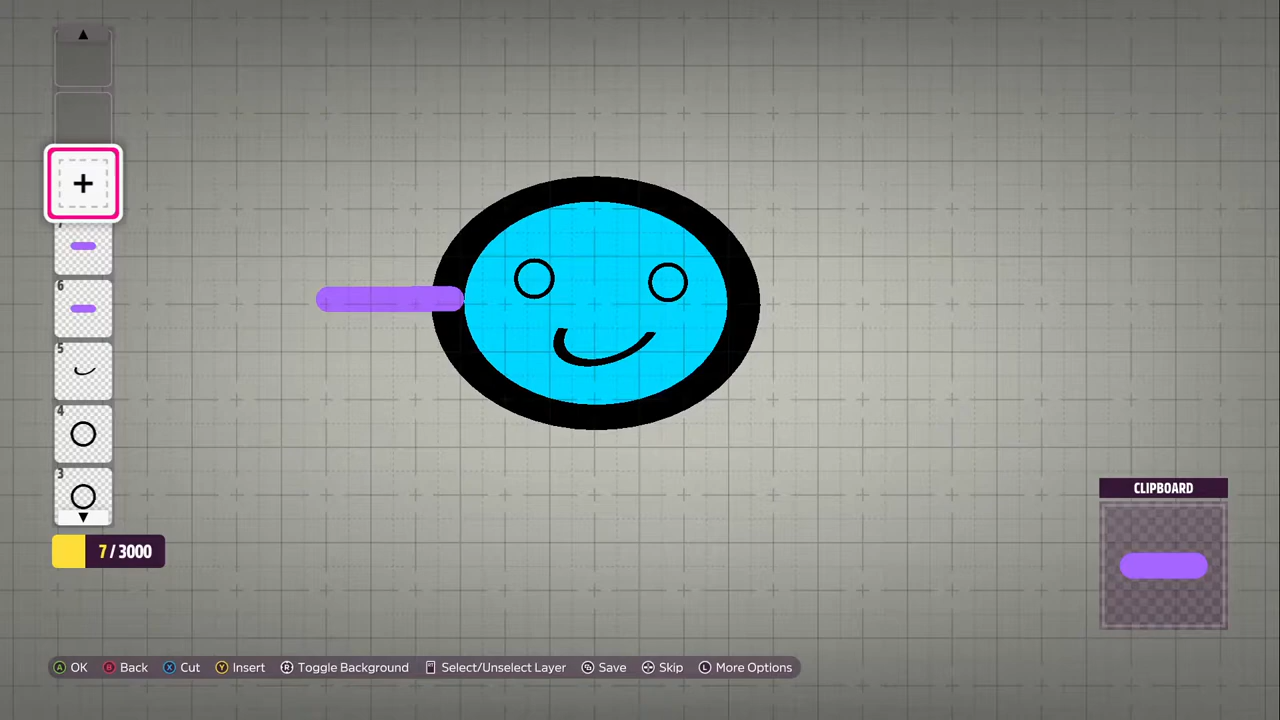 7
6
5
4
3
7 / 3000
CLIPBOARD
A OK B Back X Cut Y Insert R Toggle Background Select/Unselect Layer Save Skip L More Options